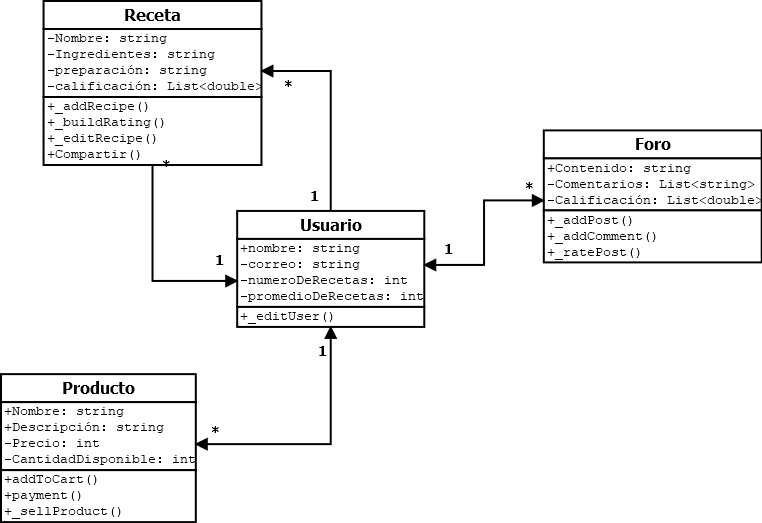 Receta
-Nombre: string
-Ingredientes: string
-preparación: string
-calificación: List<double>
+_addRecipe()
+_buildRating()
+_editRecipe()
+Compartir()
*
*
1
1
Usuario
+nombre: string
-correo: string
-numeroDeRecetas: int
-promedioDeRecetas: int
+_editUser()
1
*
Foro
+Contenido: string
-Comentarios: List<string>
-Calificación: List<double>
+_addPost()
+_addComment()
+_ratePost()
1
*
Producto
+Nombre: string
+Descripción: string
-Precio: int
-CantidadDisponible: int
+addToCart()
+payment()
+_sellProduct()